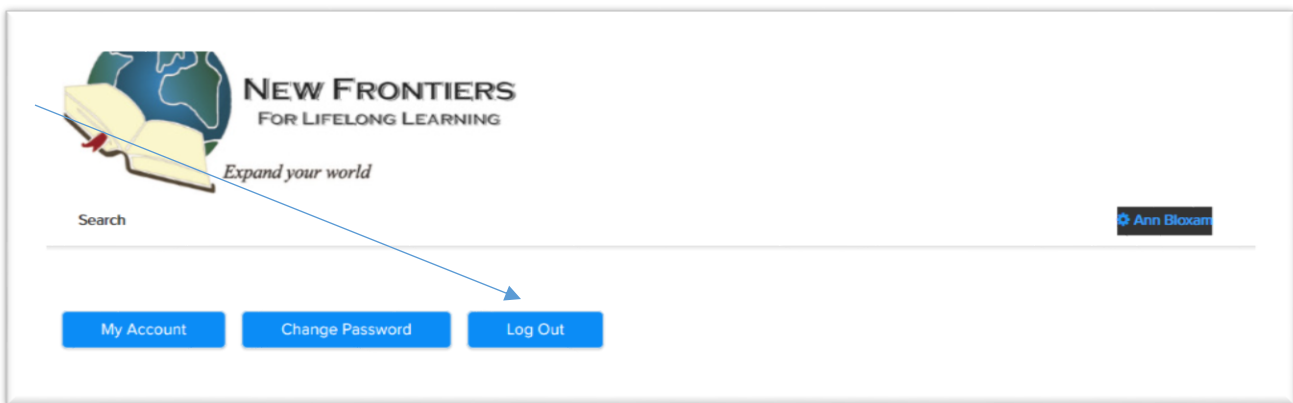 NEW FRONTIERS
FOR LIFELONG LEARNING
Expand your world
Search
Ann Bloxam
My Account
Change Password
Log Out